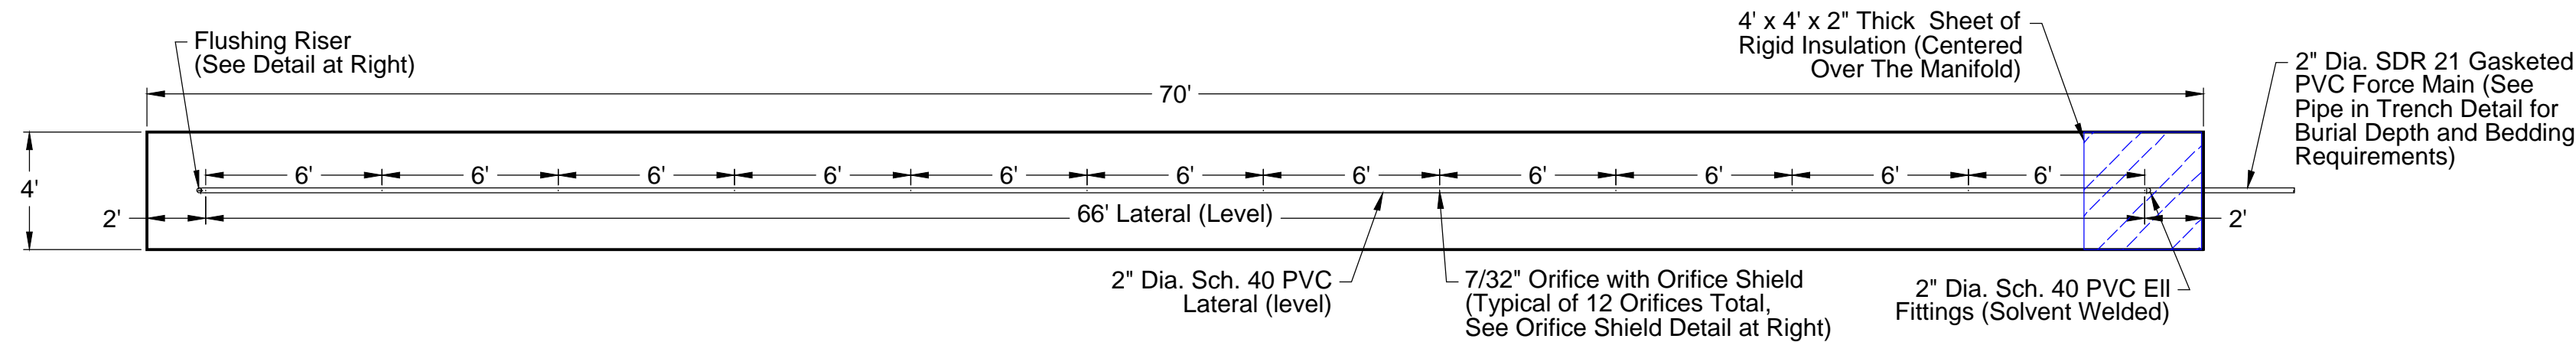 Flushing Riser
(See Detail at Right)
4' x 4' x 2" Thick  Sheet of
Rigid Insulation (Centered
Over The Manifold)
2" Dia. SDR 21 Gasketed
PVC Force Main (See
Pipe in Trench Detail for
Burial Depth and Bedding
Requirements)
70'
4'
6'
6'
6'
6'
6'
6'
6'
6'
6'
6'
6'
2'
66' Lateral (Level)
2'
2" Dia. Sch. 40 PVC
Lateral (level)
7/32" Orifice with Orifice Shield
(Typical of 12 Orifices Total,
See Orifice Shield Detail at Right)
2" Dia. Sch. 40 PVC Ell
Fittings (Solvent Welded)